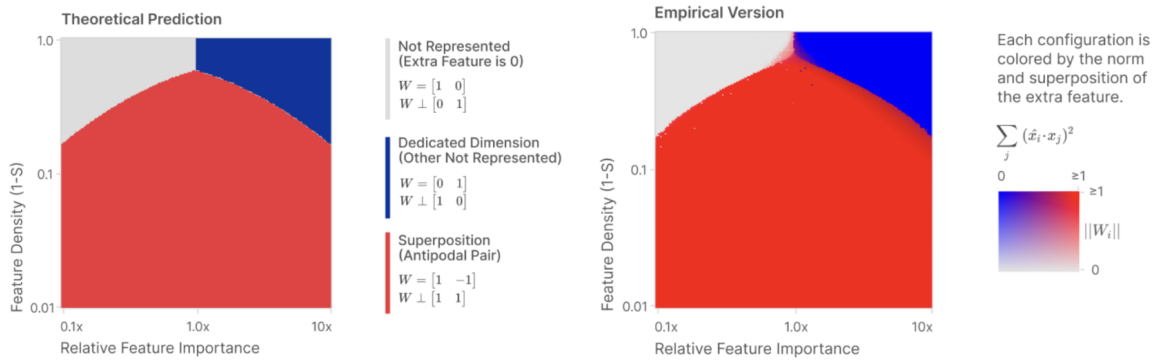 Theoretical Prediction
1.0
0.1
0.01
Feature Density (1-S)
0.1x 1.0x 10x
Relative Feature Importance
Not Represented
(Extra Feature is 0)
W = [1 0]
W ⊥ [0 1]
Dedicated Dimension
(Other Not Represented)
W = [0 1]
W ⊥ [1 0]
Superposition
(Antipodal Pair)
W = [1 −1]
W ⊥ [1 1]
Empirical Version
1.0
0.1
0.01
Feature Density (1-S)
0.1x 1.0x 10x
Relative Feature Importance
Each configuration is
colored by the norm
and superposition of
the extra feature.
∑_j (x̂_i·x_j)²
0 ≥1
≥1
||W_i||
0